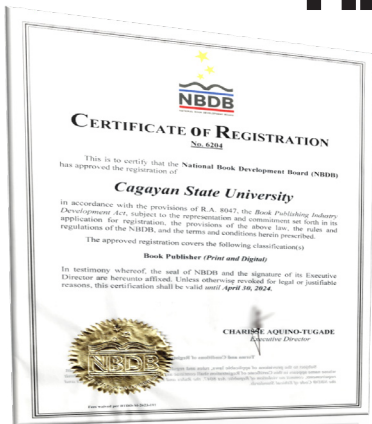 NBDB
CERTIFICATE OF REGISTRATION
No. 6204
This is to certify that the National Book Development Board (NBDB)
has approved the registration of
Cagayan State University
in accordance with the provisions of R.A. 8047, the Book Publishing Industry
Development Act, subject to the representation and commitment set forth in its
application for registration, the provisions of the above law, the rules and
regulations of the NBDB, and the terms and conditions herein prescribed.
The approved registration covers the following classification(s)
Book Publisher (Print and Digital)
In testimony whereof, the seal of NBDB and the signature of its Executive
Director are hereunto affixed. Unless otherwise revoked for legal or justifiable
reasons, this certification shall be valid until April 30, 2024.
CHARISSE AQUINO-TUGADE
Executive Director
NBDB